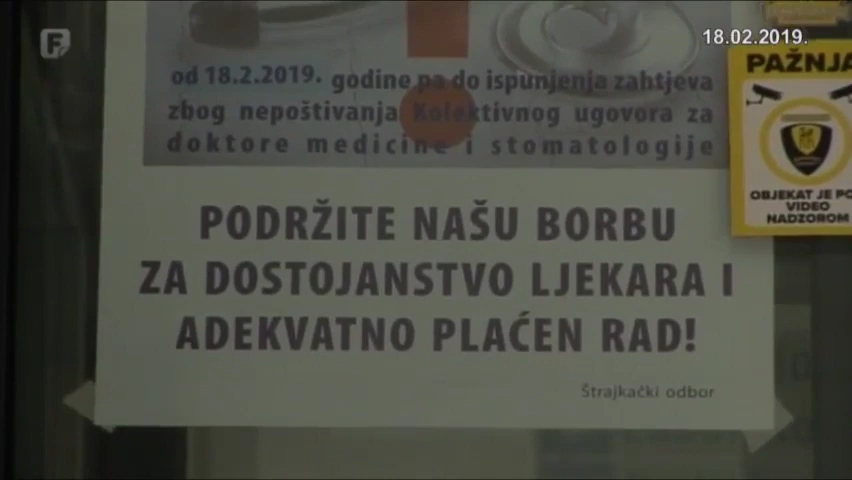 18.02.2019.
od 18.2.2019. godine pa do ispunjenja zahtjeva
zbog nepoštivanja Kolektivnog ugovora za
doktore medicine i stomatologije
PODRŽITE NAŠU BORBU
ZA DOSTOJANSTVO LJEKARA I
ADEKVATNO PLAĆEN RAD!
Štrajkački odbor
PAŽNJA
OBJEKAT JE PO
VIDEO
NADZOROM